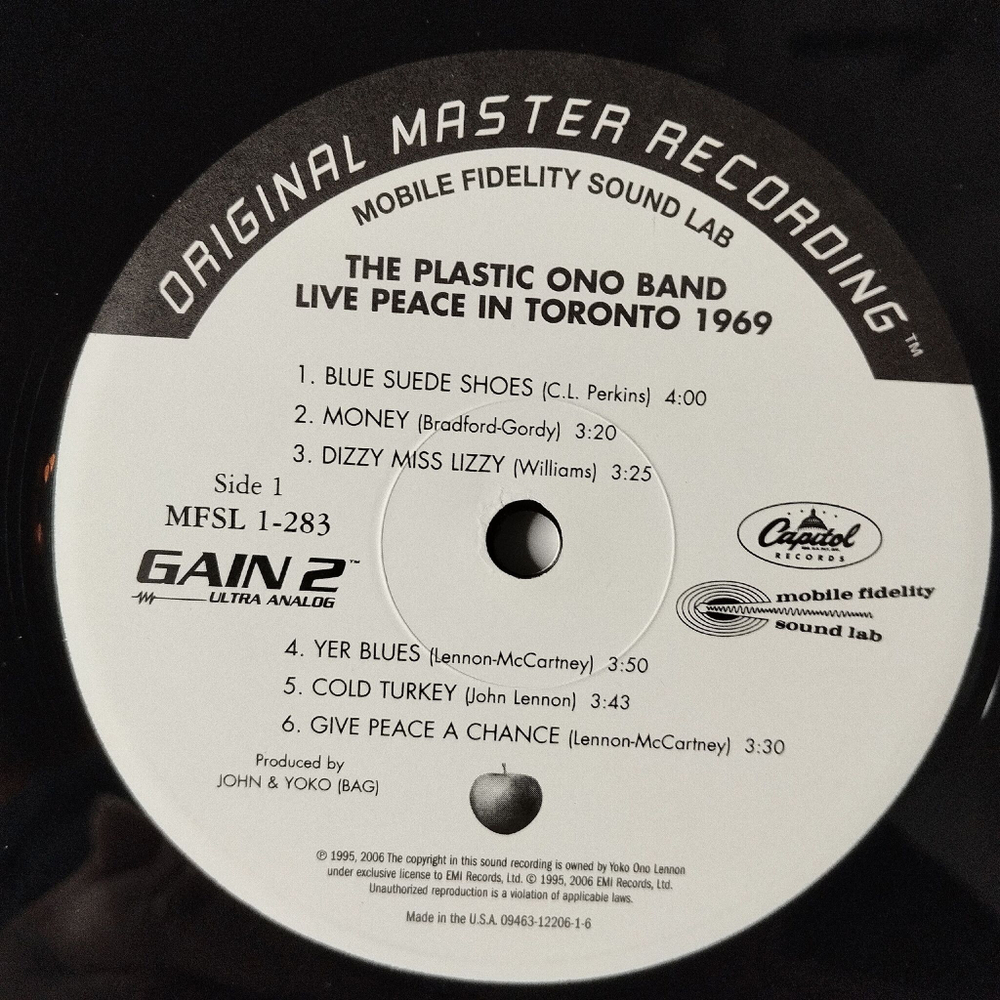 ORIGINAL MASTER RECORDING™
MOBILE FIDELITY SOUND LAB
THE PLASTIC ONO BAND
LIVE PEACE IN TORONTO 1969
1. BLUE SUEDE SHOES (C.L. Perkins) 4:00
2. MONEY (Bradford-Gordy) 3:20
3. DIZZY MISS LIZZY (Williams) 3:25
Side 1
MFSL 1-283
GAIN 2™
ULTRA ANALOG
Capitol
RECORDS
mobile fidelity
sound lab
4. YER BLUES (Lennon-McCartney) 3:50
5. COLD TURKEY (John Lennon) 3:43
6. GIVE PEACE A CHANCE (Lennon-McCartney) 3:30
Produced by
JOHN & YOKO (BAG)
℗ 1995, 2006 The copyright in this sound recording is owned by Yoko Ono Lennon
under exclusive license to EMI Records, Ltd. © 1995, 2006 EMI Records, Ltd.
Unauthorized reproduction is a violation of applicable laws.
Made in the U.S.A. 09463-12206-1-6